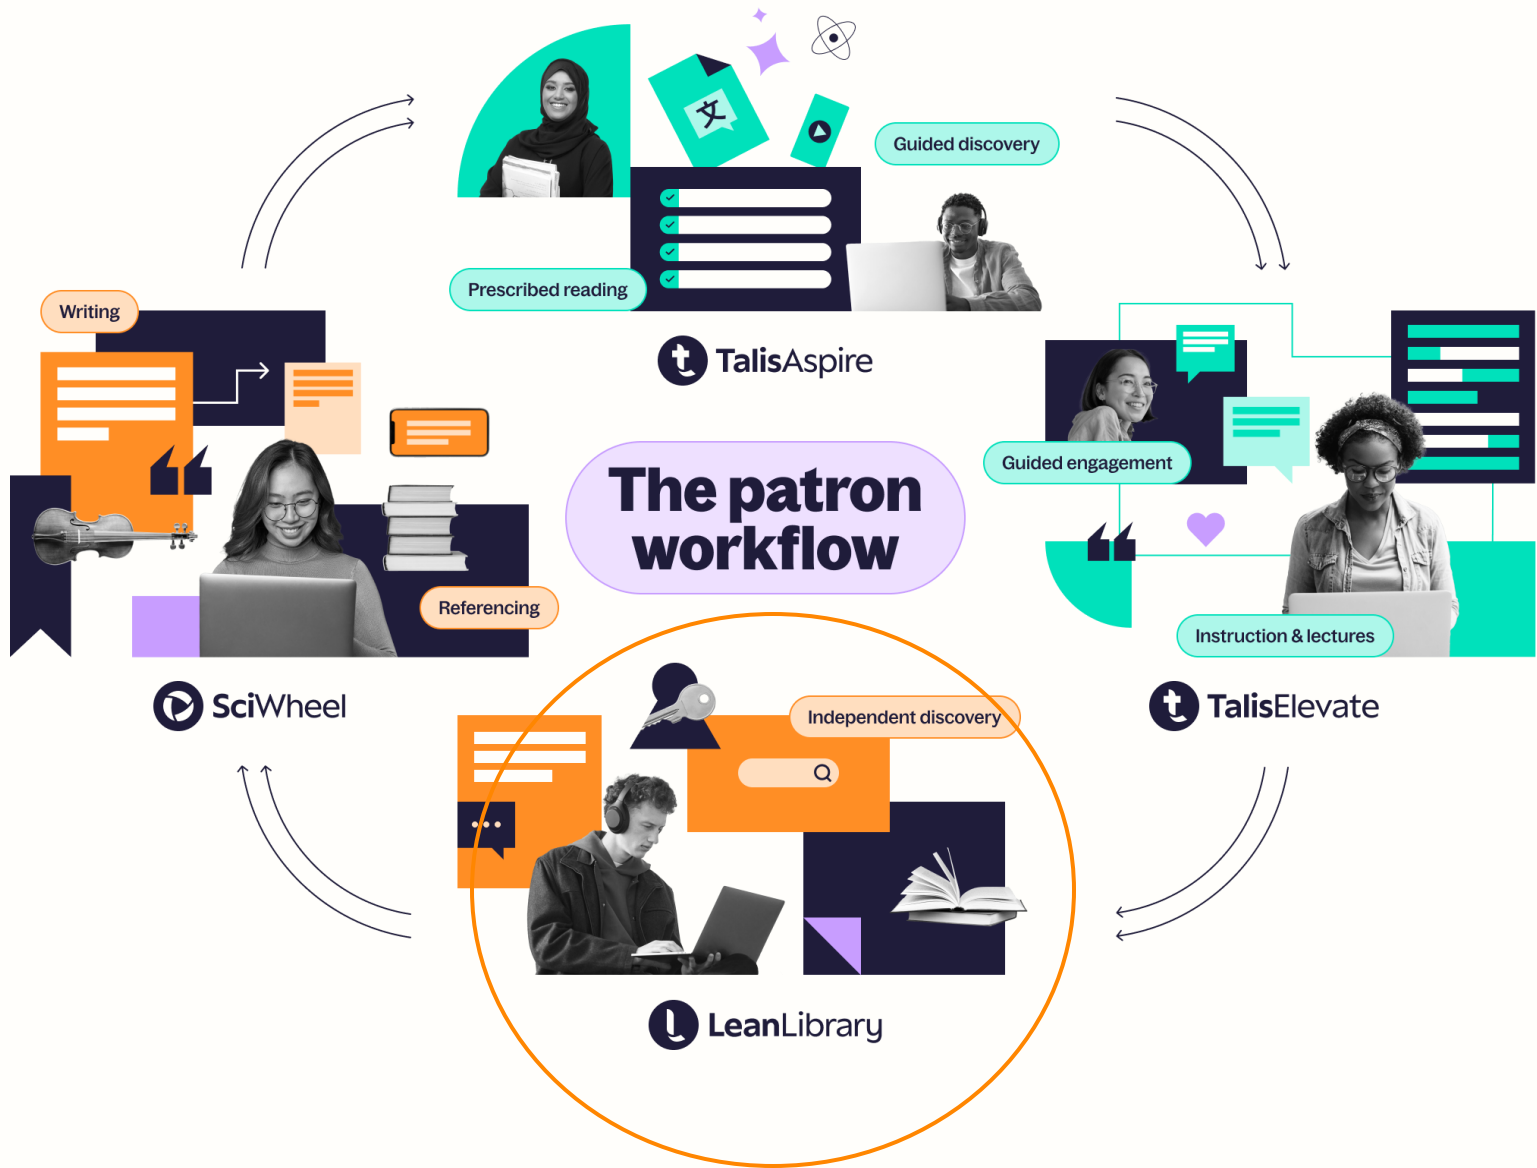 文
Guided discovery
Prescribed reading
TalisAspire
Writing
Referencing
SciWheel
The patron
workflow
Guided engagement
Instruction & lectures
TalisElevate
Independent discovery
LeanLibrary